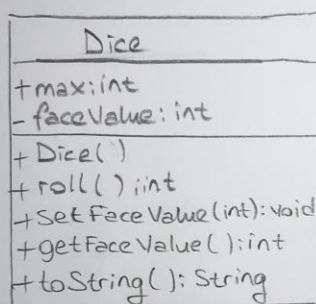 Dice
+max:int
- faceValue: int
+ Dice()
+ roll():int
+SetFaceValue(int):void
+getFaceValue():int
+toString(): String